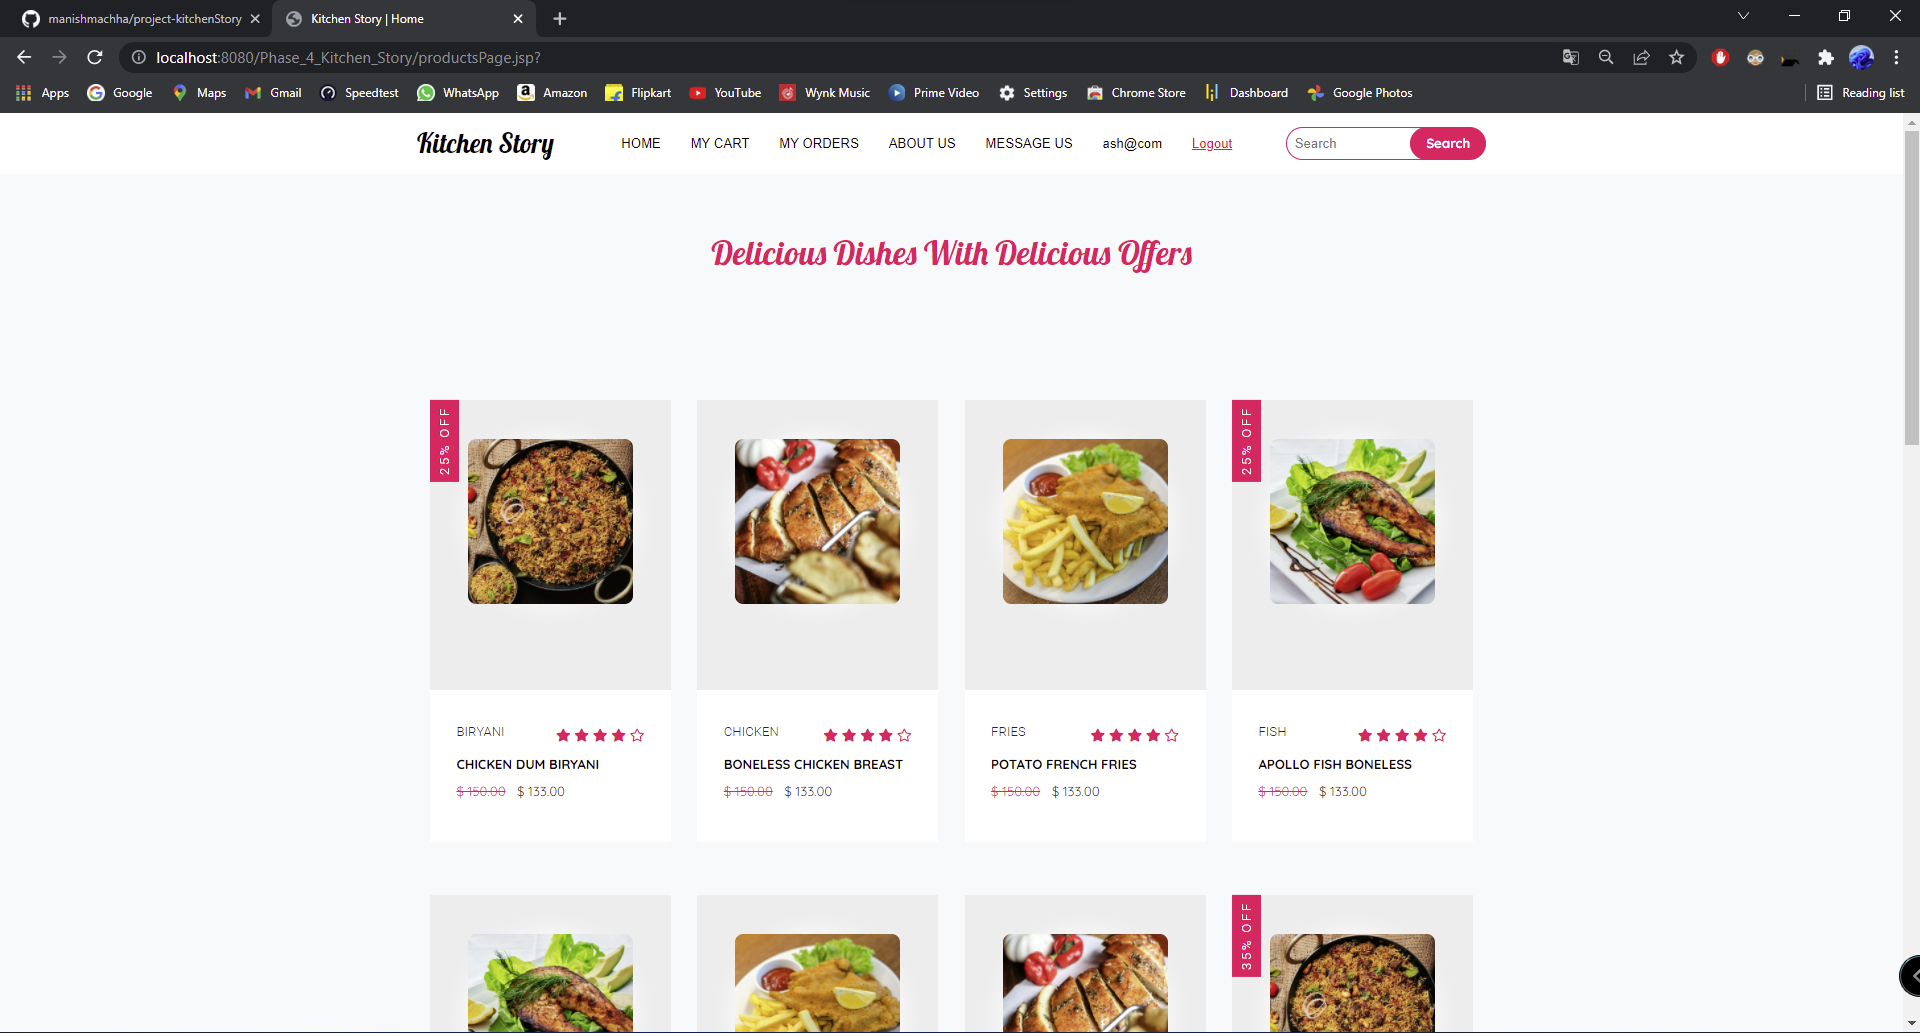 manishmachha/project-kitchenStory
Kitchen Story | Home
localhost:8080/Phase_4_Kitchen_Story/productsPage.jsp?
Apps Google Maps Gmail Speedtest WhatsApp Amazon Flipkart YouTube Wynk Music Prime Video Settings Chrome Store Dashboard Google Photos Reading list
Kitchen Story HOME MY CART MY ORDERS ABOUT US MESSAGE US ash@com Logout Search Search
Delicious Dishes With Delicious Offers
25% OFF
25% OFF
BIRYANI
CHICKEN DUM BIRYANI
$ 150.00 $ 133.00
CHICKEN
BONELESS CHICKEN BREAST
$ 150.00 $ 133.00
FRIES
POTATO FRENCH FRIES
$ 150.00 $ 133.00
FISH
APOLLO FISH BONELESS
$ 150.00 $ 133.00
35% OFF